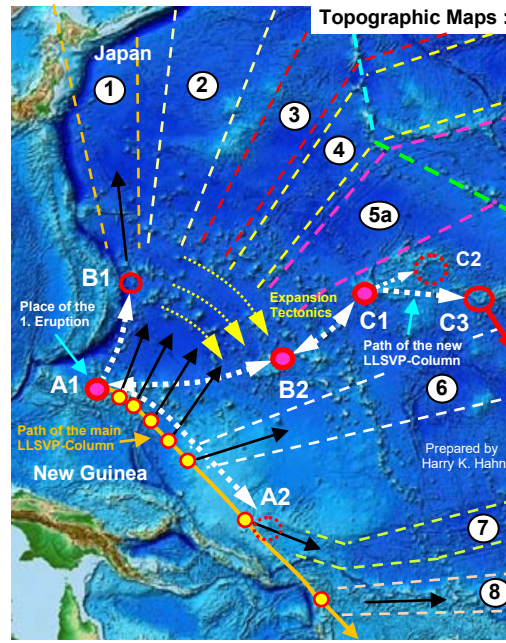 Topographic Maps :
Japan
1
2
3
4
5a
B1
C2
Expansion
Tectonics
C1
C3
Place of the
1. Eruption
Path of the new
LLSVP-Column
A1
B2
6
Path of the main
LLSVP-Column
Prepared by
Harry K. Hahn
New Guinea
A2
7
8